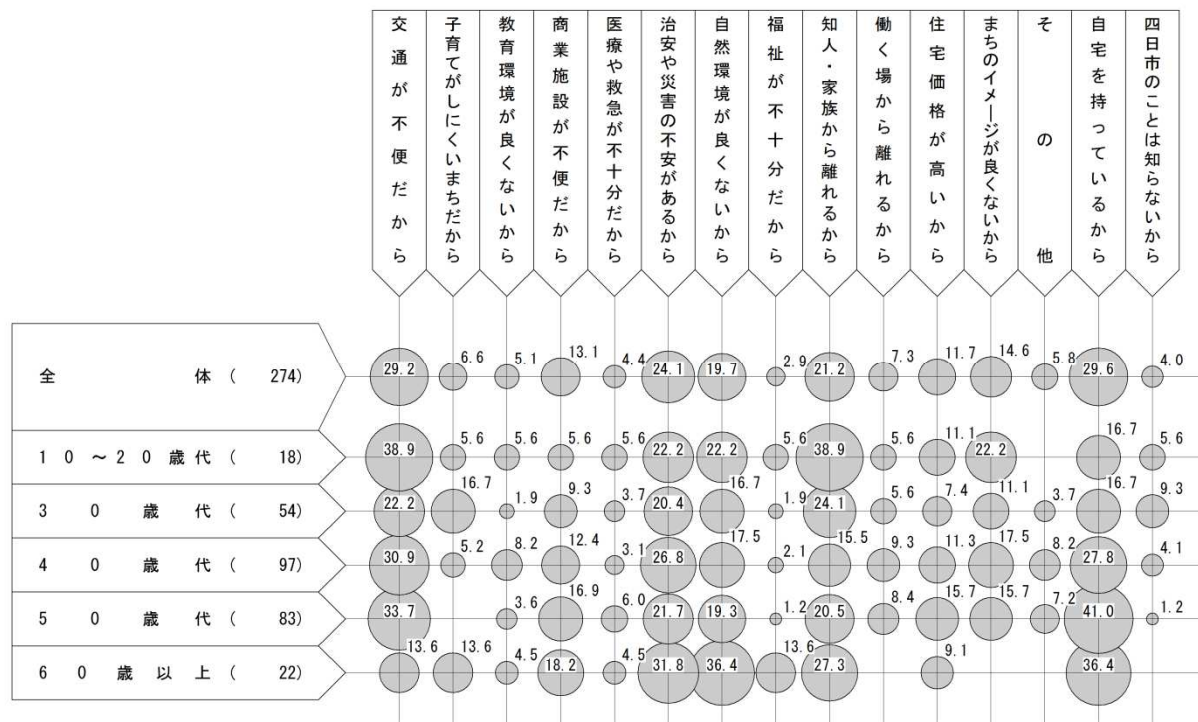 交通が不便だから
子育てがしにくいまちだから
教育環境が良くないから
商業施設が不便だから
医療や救急が不十分だから
治安や災害の不安があるから
自然環境が良くないから
福祉が不十分だから
知人・家族から離れるから
働く場から離れるから
住宅価格が高いから
まちのイメージが良くないから
その他
自宅を持っているから
四日市のことは知らないから
全体 ( 274) 29.2 6.6 5.1 13.1 4.4 24.1 19.7 2.9 21.2 7.3 11.7 14.6 5.8 29.6 4.0
10～20歳代 ( 18) 38.9 5.6 5.6 5.6 5.6 22.2 22.2 5.6 38.9 5.6 11.1 22.2 16.7 5.6
30歳代 ( 54) 22.2 16.7 1.9 9.3 3.7 20.4 16.7 1.9 24.1 5.6 7.4 11.1 3.7 16.7 9.3
40歳代 ( 97) 30.9 5.2 8.2 12.4 3.1 26.8 17.5 2.1 15.5 9.3 11.3 17.5 8.2 27.8 4.1
50歳代 ( 83) 33.7 3.6 16.9 6.0 21.7 19.3 1.2 20.5 8.4 15.7 15.7 7.2 41.0 1.2
60歳以上 ( 22) 13.6 13.6 4.5 18.2 4.5 31.8 36.4 13.6 27.3 9.1 36.4